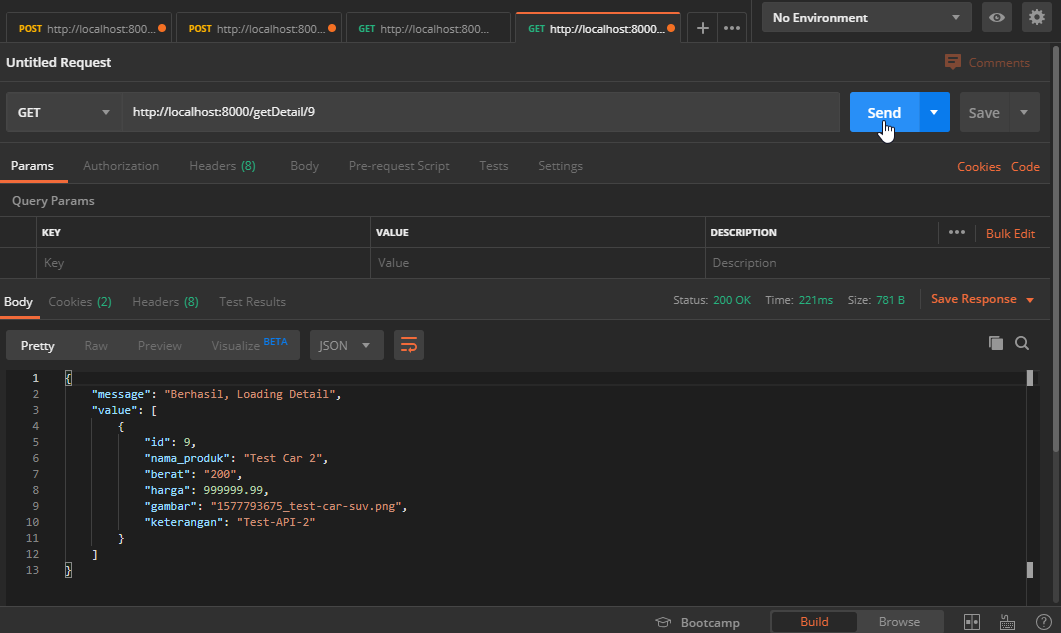 POST http://localhost:800... POST http://localhost:800... GET http://localhost:800... GET http://localhost:8000... + ••• No Environment
Untitled Request Comments
GET http://localhost:8000/getDetail/9 Send Save
Params Authorization Headers (8) Body Pre-request Script Tests Settings Cookies Code
Query Params
KEY VALUE DESCRIPTION ••• Bulk Edit
Key Value Description
Body Cookies (2) Headers (8) Test Results Status: 200 OK Time: 221ms Size: 781 B Save Response
Pretty Raw Preview Visualize BETA JSON
1 {
2 "message": "Berhasil, Loading Detail",
3 "value": [
4 {
5 "id": 9,
6 "nama_produk": "Test Car 2",
7 "berat": "200",
8 "harga": 999999.99,
9 "gambar": "1577793675_test-car-suv.png",
10 "keterangan": "Test-API-2"
11 }
12 ]
13 }
Bootcamp Build Browse ?